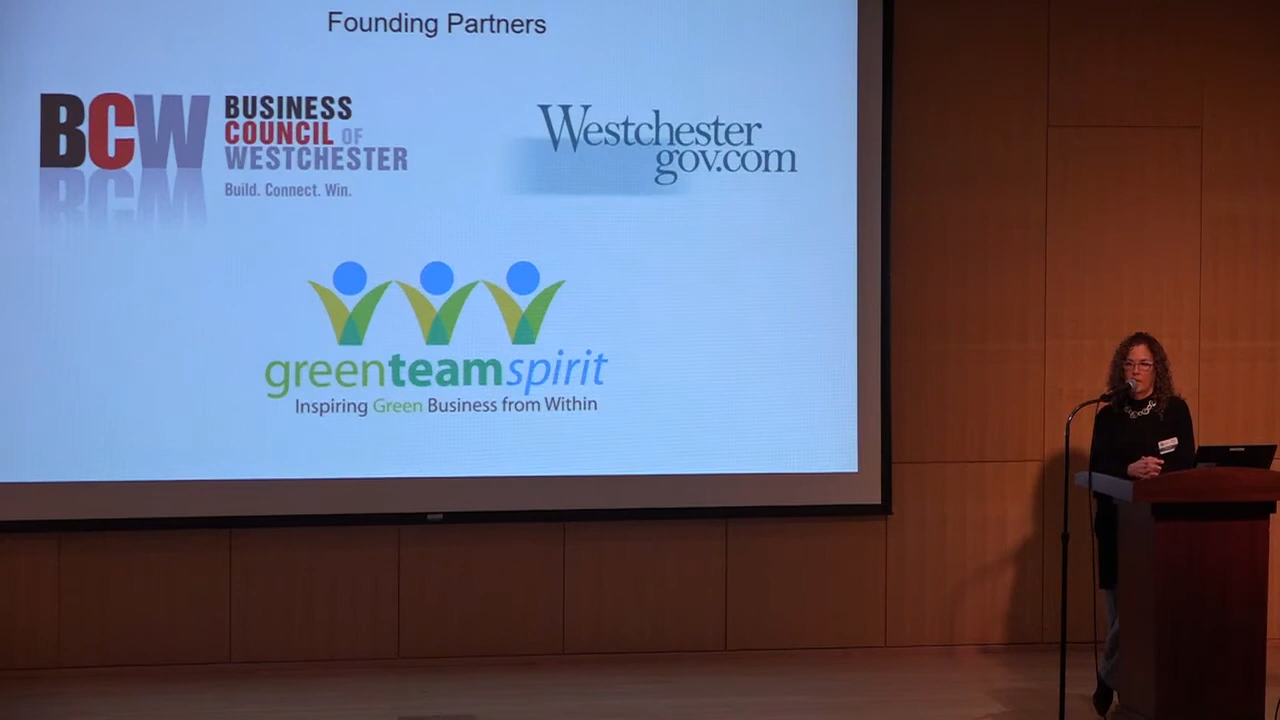 Founding Partners
BCW
BUSINESS
COUNCIL OF
WESTCHESTER
Build. Connect. Win.
Westchester
gov.com
greenteamspirit
Inspiring Green Business from Within